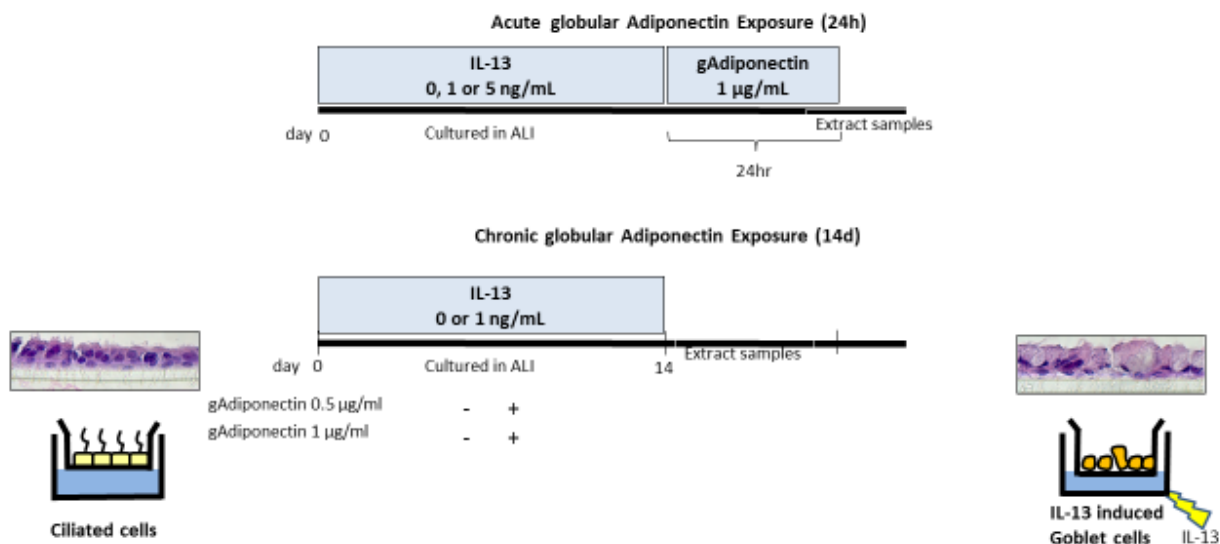 Acute globular Adiponectin Exposure (24h)
IL-13
0, 1 or 5 ng/mL
gAdiponectin
1 µg/mL
day 0
Cultured in ALI
Extract samples
24hr
Chronic globular Adiponectin Exposure (14d)
IL-13
0 or 1 ng/mL
day 0
Cultured in ALI
14
Extract samples
gAdiponectin 0.5 µg/ml - +
gAdiponectin 1 µg/ml - +
Ciliated cells
IL-13 induced
Goblet cells
IL-13